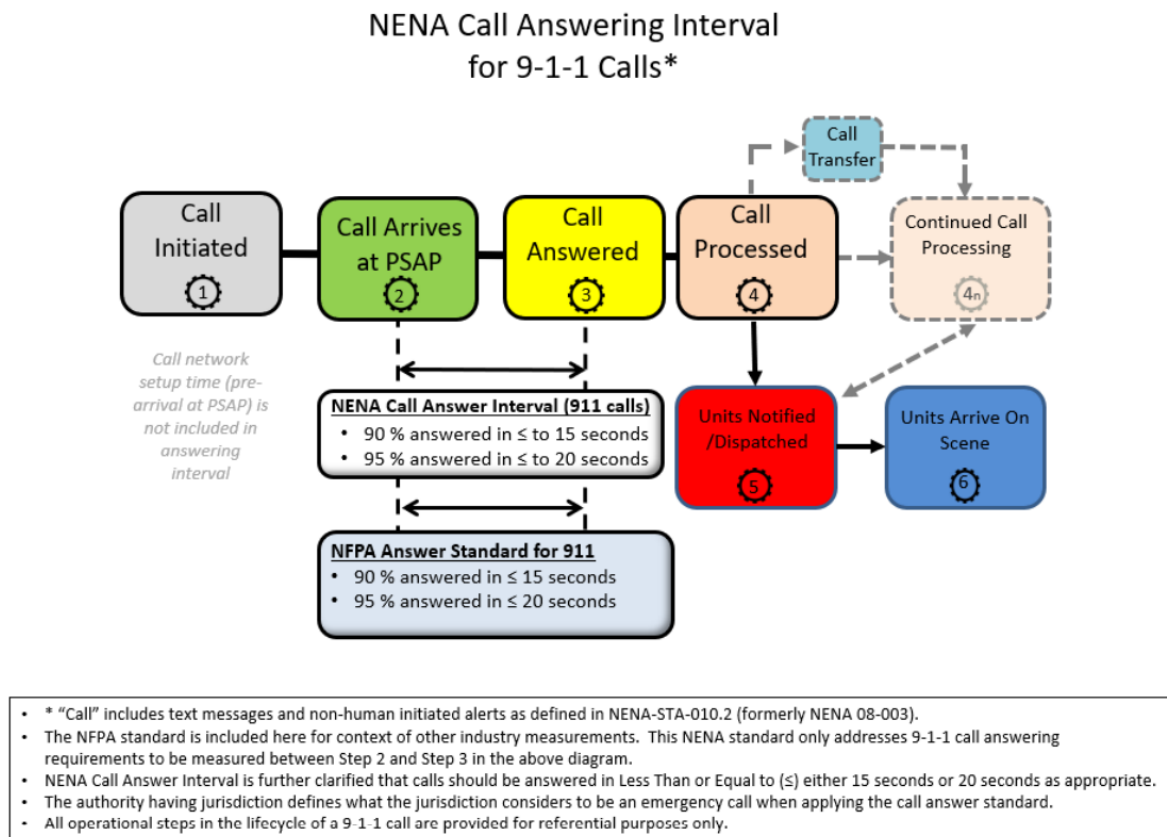 NENA Call Answering Interval
for 9-1-1 Calls*
Call
Transfer
Call
Initiated
1
Call Arrives
at PSAP
2
Call
Answered
3
Call
Processed
4
Continued Call
Processing
4n
Call network
setup time (pre-
arrival at PSAP) is
not included in
answering
interval
NENA Call Answer Interval (911 calls)
• 90 % answered in ≤ to 15 seconds
• 95 % answered in ≤ to 20 seconds
Units Notified
/Dispatched
5
Units Arrive On
Scene
6
NFPA Answer Standard for 911
• 90 % answered in ≤ 15 seconds
• 95 % answered in ≤ 20 seconds
• * “Call” includes text messages and non-human initiated alerts as defined in NENA-STA-010.2 (formerly NENA 08-003).
• The NFPA standard is included here for context of other industry measurements. This NENA standard only addresses 9-1-1 call answering
requirements to be measured between Step 2 and Step 3 in the above diagram.
• NENA Call Answer Interval is further clarified that calls should be answered in Less Than or Equal to (≤) either 15 seconds or 20 seconds as appropriate.
• The authority having jurisdiction defines what the jurisdiction considers to be an emergency call when applying the call answer standard.
• All operational steps in the lifecycle of a 9-1-1 call are provided for referential purposes only.